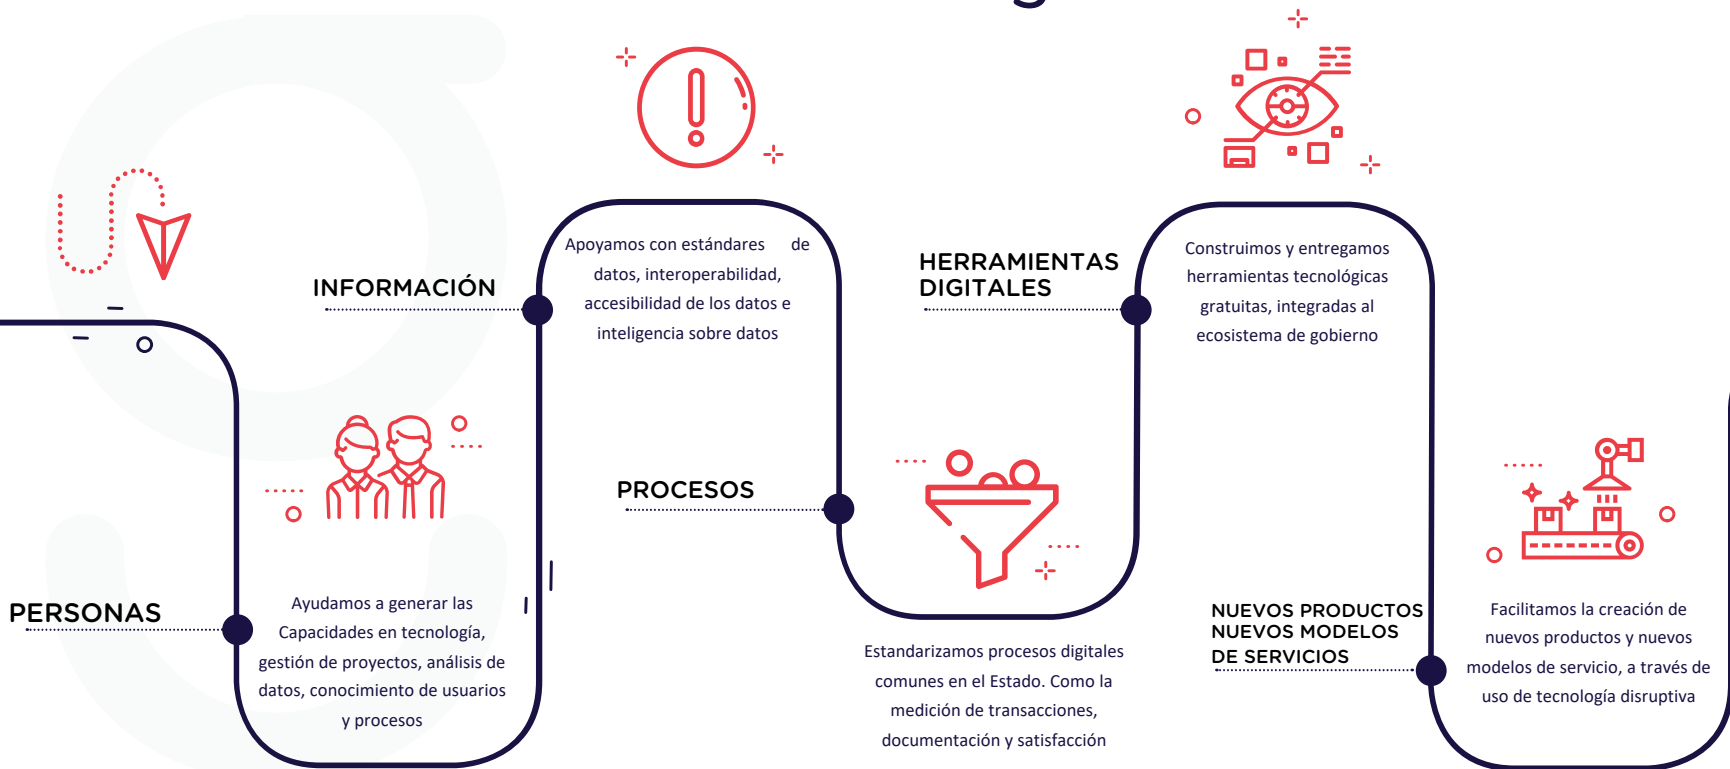 PERSONAS
Ayudamos a generar las
Capacidades en tecnología,
gestión de proyectos, análisis de
datos, conocimiento de usuarios
y procesos
INFORMACIÓN
Apoyamos con estándares de
datos, interoperabilidad,
accesibilidad de los datos e
inteligencia sobre datos
PROCESOS
Estandarizamos procesos digitales
comunes en el Estado. Como la
medición de transacciones,
documentación y satisfacción
HERRAMIENTAS
DIGITALES
Construimos y entregamos
herramientas tecnológicas
gratuitas, integradas al
ecosistema de gobierno
NUEVOS PRODUCTOS
NUEVOS MODELOS
DE SERVICIOS
Facilitamos la creación de
nuevos productos y nuevos
modelos de servicio, a través de
uso de tecnología disruptiva